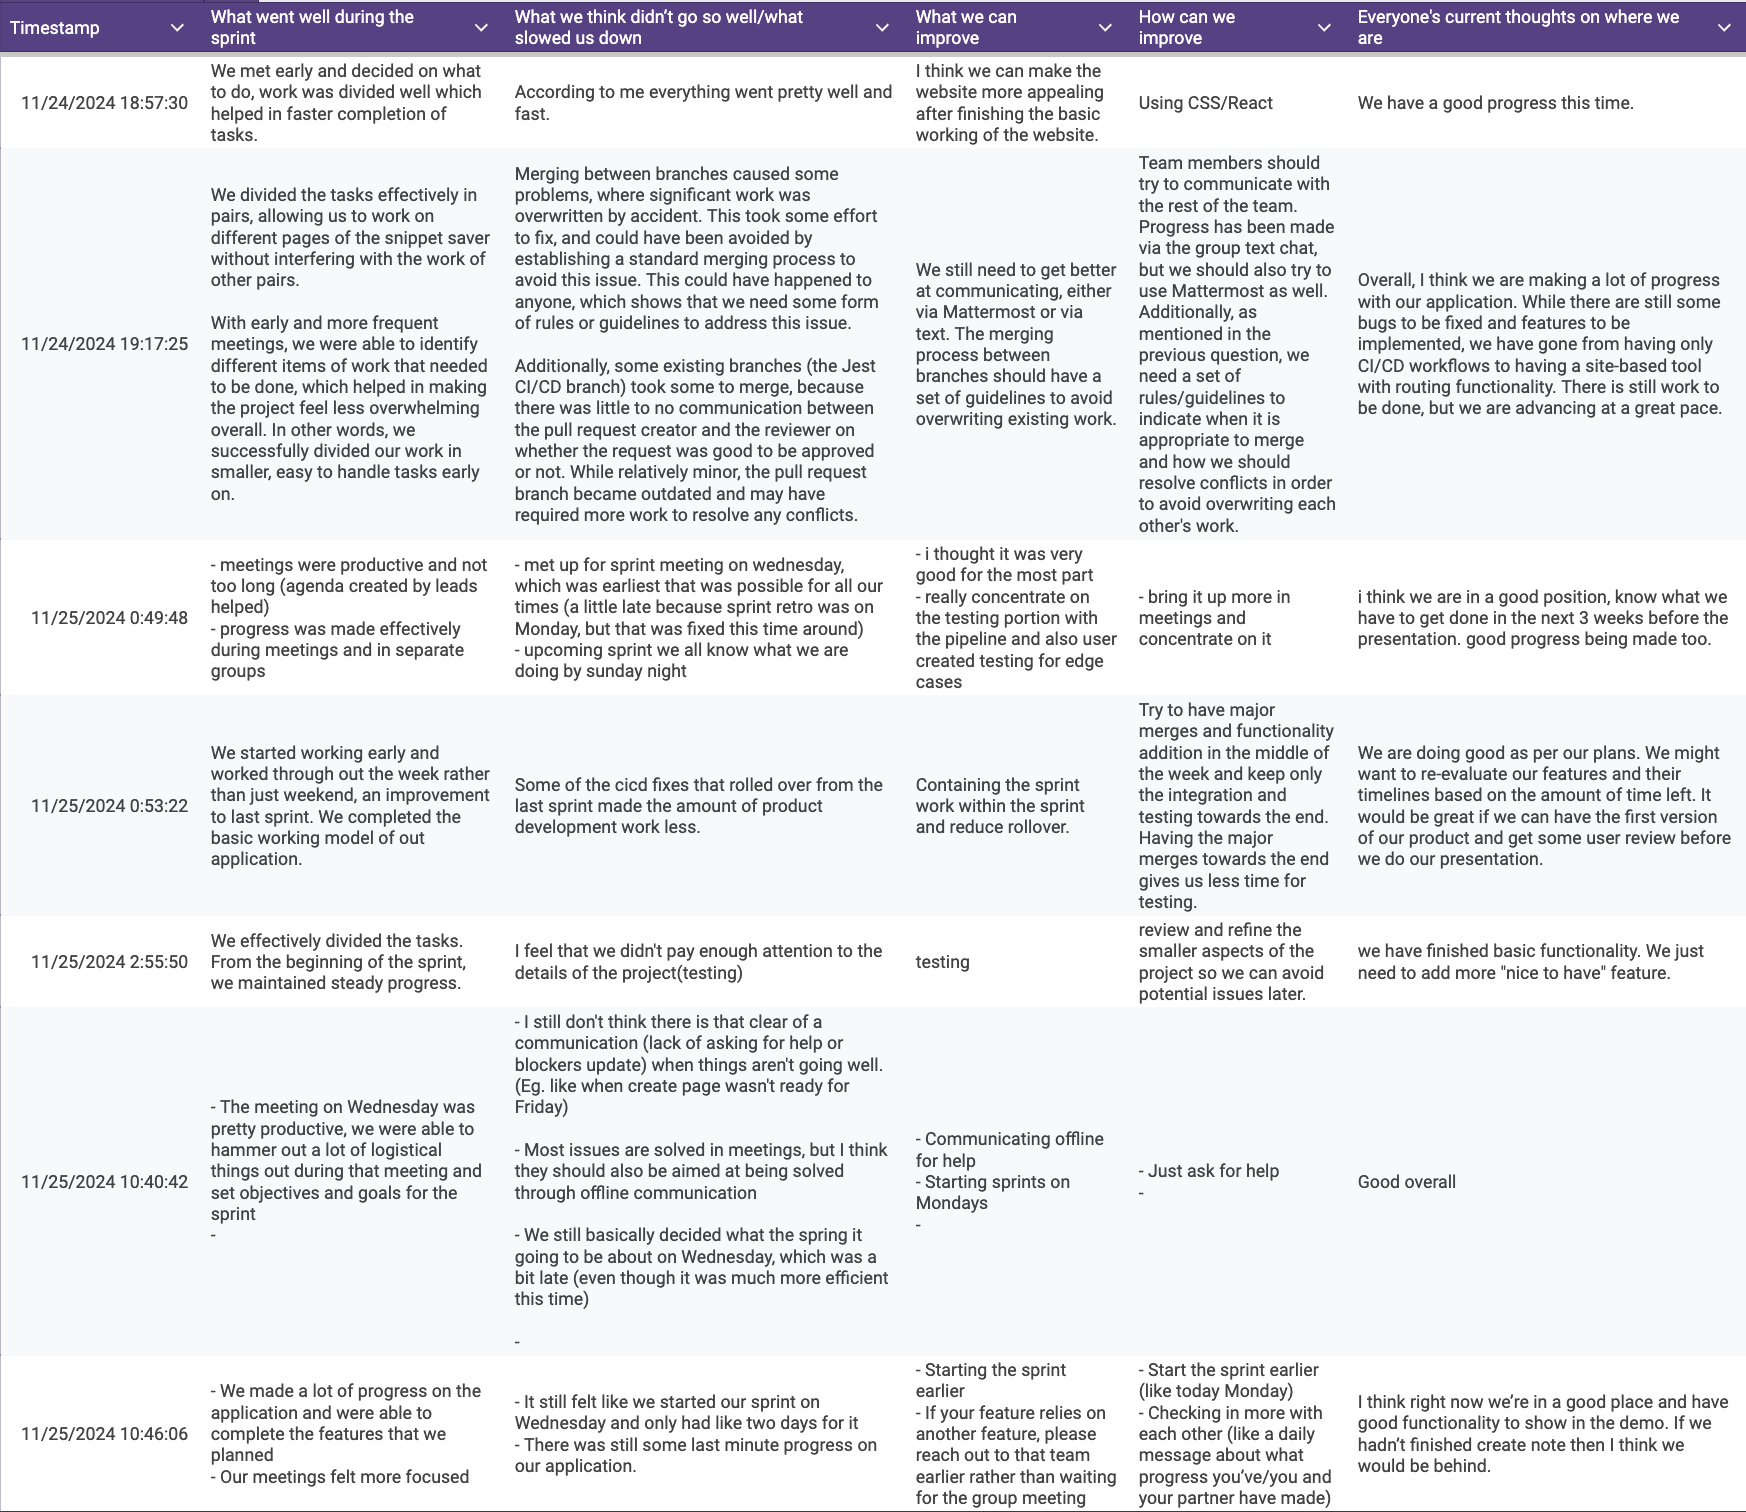 Timestamp
What went well during the
sprint
What we think didn’t go so well/what
slowed us down
What we can
improve
How can we
improve
Everyone's current thoughts on where we
are
11/24/2024 18:57:30
We met early and decided on what
to do, work was divided well which
helped in faster completion of
tasks.
According to me everything went pretty well and
fast.
I think we can make the
website more appealing
after finishing the basic
working of the website.
Using CSS/React
We have a good progress this time.
11/24/2024 19:17:25
We divided the tasks effectively in
pairs, allowing us to work on
different pages of the snippet saver
without interfering with the work of
other pairs.
With early and more frequent
meetings, we were able to identify
different items of work that needed
to be done, which helped in making
the project feel less overwhelming
overall. In other words, we
successfully divided our work in
smaller, easy to handle tasks early
on.
Merging between branches caused some
problems, where significant work was
overwritten by accident. This took some effort
to fix, and could have been avoided by
establishing a standard merging process to
avoid this issue. This could have happened to
anyone, which shows that we need some form
of rules or guidelines to address this issue.
Additionally, some existing branches (the Jest
CI/CD branch) took some to merge, because
there was little to no communication between
the pull request creator and the reviewer on
whether the request was good to be approved
or not. While relatively minor, the pull request
branch became outdated and may have
required more work to resolve any conflicts.
We still need to get better
at communicating, either
via Mattermost or via
text. The merging
process between
branches should have a
set of guidelines to avoid
overwriting existing work.
Team members should
try to communicate with
the rest of the team.
Progress has been made
via the group text chat,
but we should also try to
use Mattermost as well.
Additionally, as
mentioned in the
previous question, we
need a set of
rules/guidelines to
indicate when it is
appropriate to merge
and how we should
resolve conflicts in order
to avoid overwriting each
other's work.
Overall, I think we are making a lot of progress
with our application. While there are still some
bugs to be fixed and features to be
implemented, we have gone from having only
CI/CD workflows to having a site-based tool
with routing functionality. There is still work to
be done, but we are advancing at a great pace.
11/25/2024 0:49:48
- meetings were productive and not
too long (agenda created by leads
helped)
- progress was made effectively
during meetings and in separate
groups
- met up for sprint meeting on wednesday,
which was earliest that was possible for all our
times (a little late because sprint retro was on
Monday, but that was fixed this time around)
- upcoming sprint we all know what we are
doing by sunday night
- i thought it was very
good for the most part
- really concentrate on
the testing portion with
the pipeline and also user
created testing for edge
cases
- bring it up more in
meetings and
concentrate on it
i think we are in a good position, know what we
have to get done in the next 3 weeks before the
presentation. good progress being made too.
11/25/2024 0:53:22
We started working early and
worked through out the week rather
than just weekend, an improvement
to last sprint. We completed the
basic working model of out
application.
Some of the cicd fixes that rolled over from the
last sprint made the amount of product
development work less.
Containing the sprint
work within the sprint
and reduce rollover.
Try to have major
merges and functionality
addition in the middle of
the week and keep only
the integration and
testing towards the end.
Having the major
merges towards the end
gives us less time for
testing.
We are doing good as per our plans. We might
want to re-evaluate our features and their
timelines based on the amount of time left. It
would be great if we can have the first version
of our product and get some user review before
we do our presentation.
11/25/2024 2:55:50
We effectively divided the tasks.
From the beginning of the sprint,
we maintained steady progress.
I feel that we didn't pay enough attention to the
details of the project(testing)
testing
review and refine the
smaller aspects of the
project so we can avoid
potential issues later.
we have finished basic functionality. We just
need to add more "nice to have" feature.
11/25/2024 10:40:42
- The meeting on Wednesday was
pretty productive, we were able to
hammer out a lot of logistical
things out during that meeting and
set objectives and goals for the
sprint
-
- I still don't think there is that clear of a
communication (lack of asking for help or
blockers update) when things aren't going well.
(Eg. like when create page wasn't ready for
Friday)
- Most issues are solved in meetings, but I think
they should also be aimed at being solved
through offline communication
- We still basically decided what the spring it
going to be about on Wednesday, which was a
bit late (even though it was much more efficient
this time)
-
- Communicating offline
for help
- Starting sprints on
Mondays
-
- Just ask for help
-
Good overall
11/25/2024 10:46:06
- We made a lot of progress on the
application and were able to
complete the features that we
planned
- Our meetings felt more focused
- It still felt like we started our sprint on
Wednesday and only had like two days for it
- There was still some last minute progress on
our application.
- Starting the sprint
earlier
- If your feature relies on
another feature, please
reach out to that team
earlier rather than waiting
for the group meeting
- Start the sprint earlier
(like today Monday)
- Checking in more with
each other (like a daily
message about what
progress you’ve/you and
your partner have made)
I think right now we’re in a good place and have
good functionality to show in the demo. If we
hadn’t finished create note then I think we
would be behind.